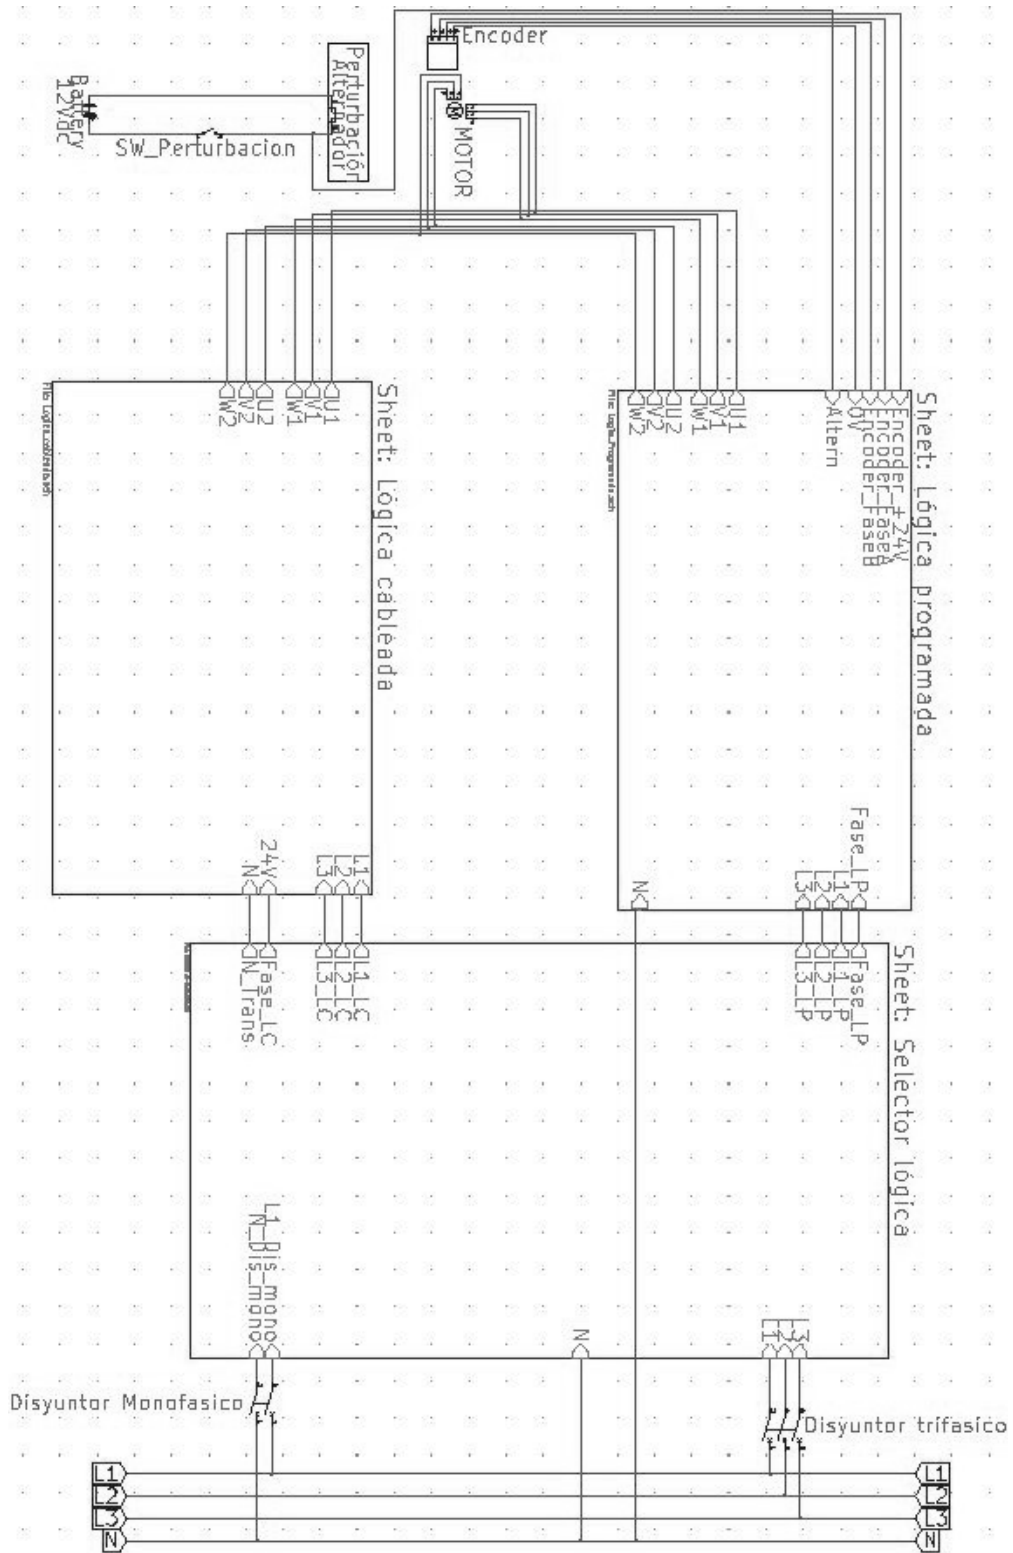 Encoder
Perturbación
Alternador
Battery
12Vdc
SW_Perturbacion
MOTOR
W2
V2
U2
W1
V1
U1
Sheet: Lógica cableada
W2
V2
U2
W1
V1
U1
Altern
0V
Encoder_FaseB
Encoder_FaseA
Encoder_+24V
Sheet: Lógica programada
N
24V
L3
L2
L1
N
L3
L2
L1
Fase_LP
N_Trans
Fase_LC
L3_LC
L2_LC
L1_LC
L3_LP
L2_LP
L1_LP
Fase_LP
Sheet: Selector lógica
N_Dis_mono
L1_Dis_mono
N
L1
L2
L3
Disyuntor Monofasico
Disyuntor trifasico
L1
L1
L2
L2
L3
L3
N
N